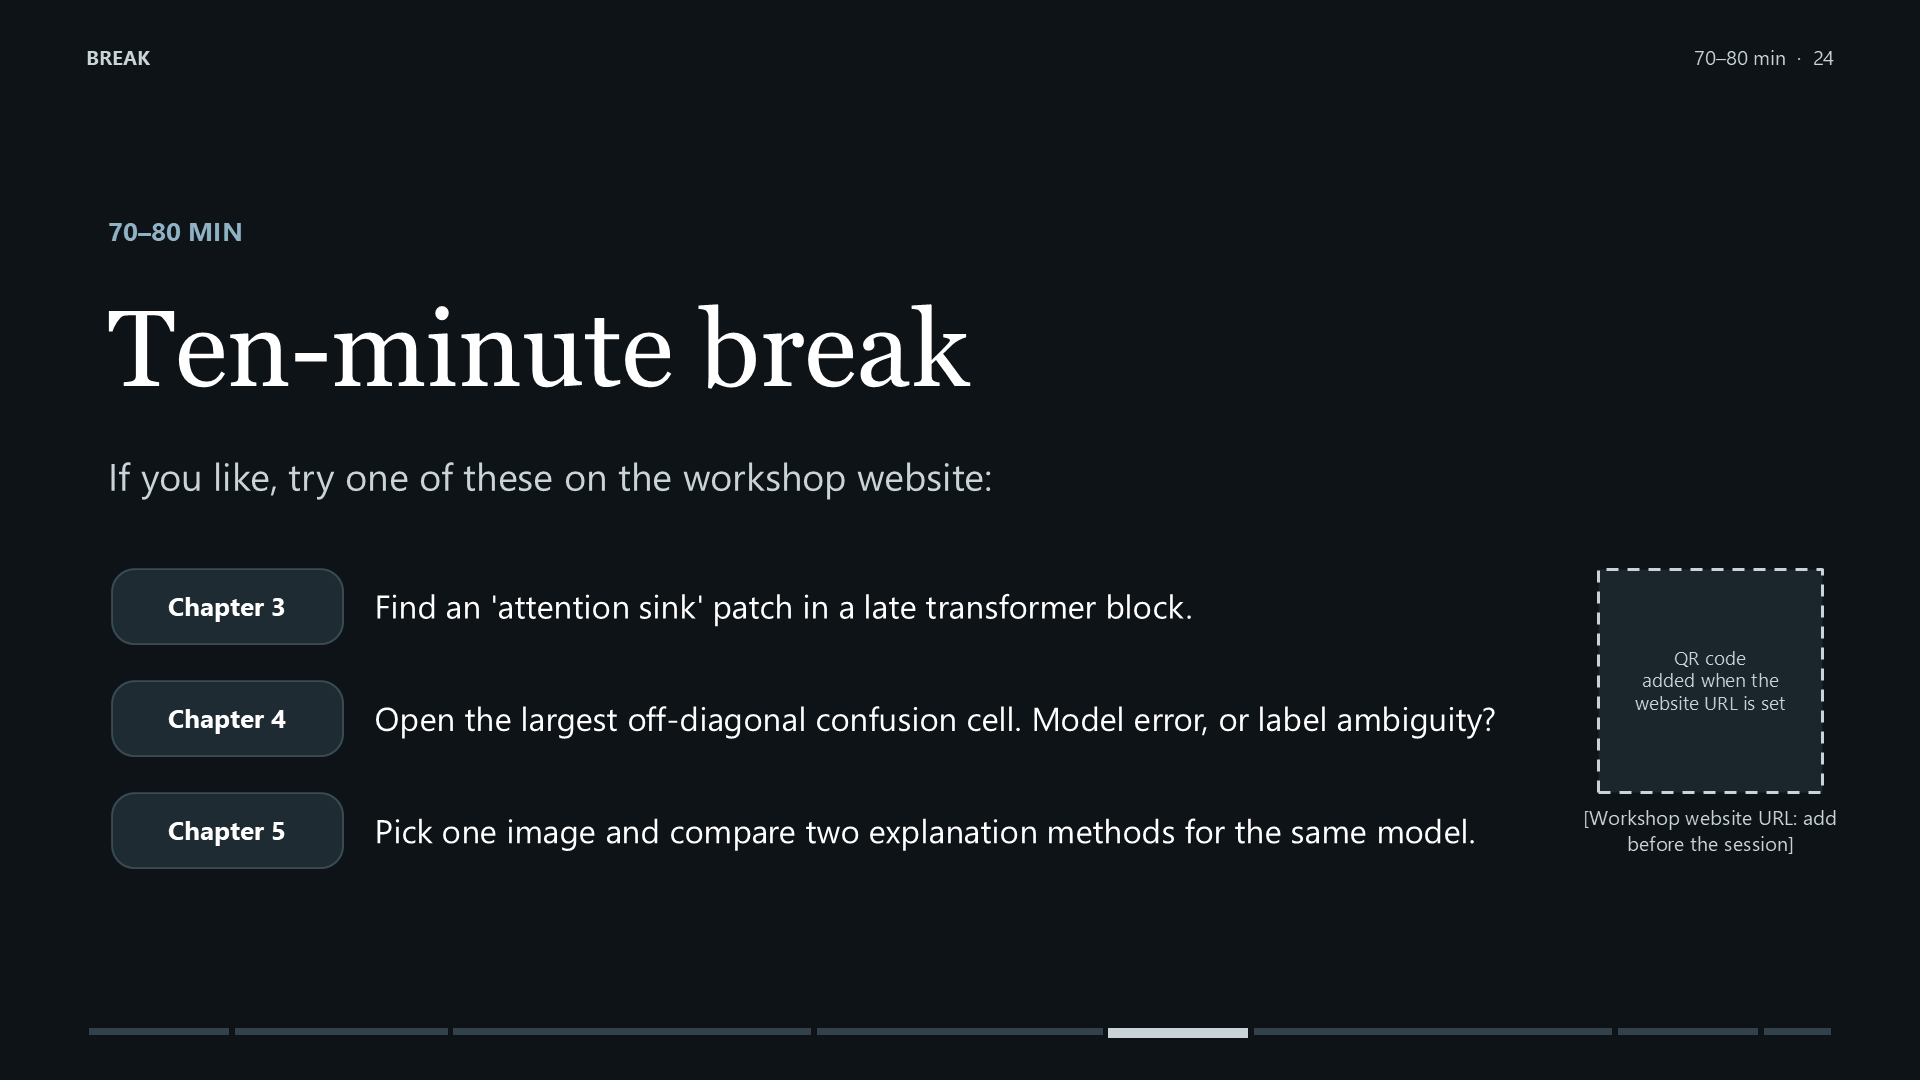 BREAK
70–80 min · 24
70–80 MIN
Ten-minute break
If you like, try one of these on the workshop website:
Chapter 3
Find an 'attention sink' patch in a late transformer block.
Chapter 4
Open the largest off-diagonal confusion cell. Model error, or label ambiguity?
Chapter 5
Pick one image and compare two explanation methods for the same model.
QR code
added when the
website URL is set
[Workshop website URL: add
before the session]